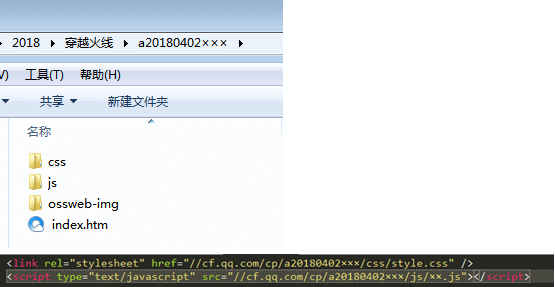 2018 穿越火线 a20180402×××
V) 工具(T) 帮助(H)
共享 新建文件夹
名称
css
js
ossweb-img
index.htm
<link rel="stylesheet" href="//cf.qq.com/cp/a20180402×××/css/style.css" />
<script type="text/javascript" src="//cf.qq.com/cp/a20180402×××/js/××.js"></script>